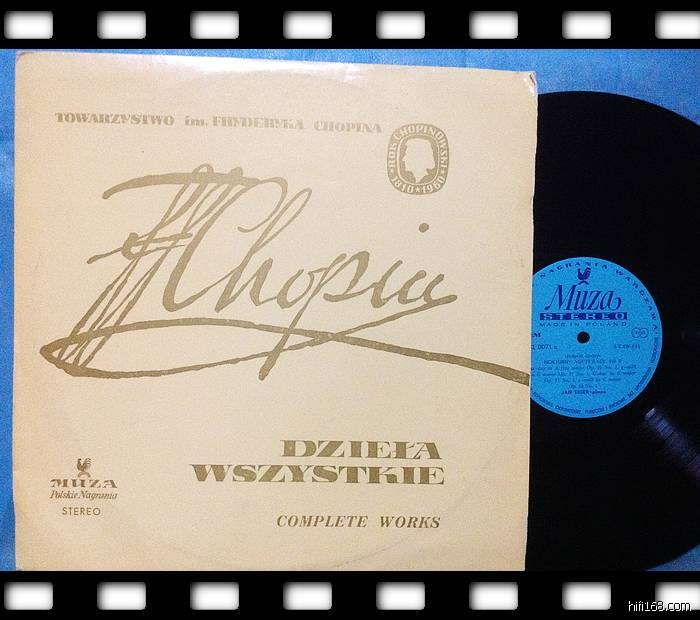 TOWARZYSTWO im. FRYDERYKA CHOPINA
ROK CHOPINOWSKI
1810 ★ 1960
FChopin
DZIEŁA
WSZYSTKIE
COMPLETE WORKS
MUZA
Polskie Nagrania
STEREO
NAGRANIA WARSZAWA
Muza
STEREO
MADE IN POLAND
NOKTURNY · NOCTURNES
JAN EKIER - piano
hifi168.com